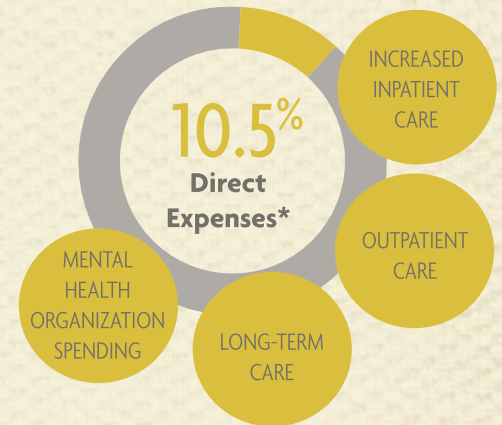 10.5%
Direct
Expenses*
INCREASED
INPATIENT
CARE
OUTPATIENT
CARE
LONG-TERM
CARE
MENTAL
HEALTH
ORGANIZATION
SPENDING